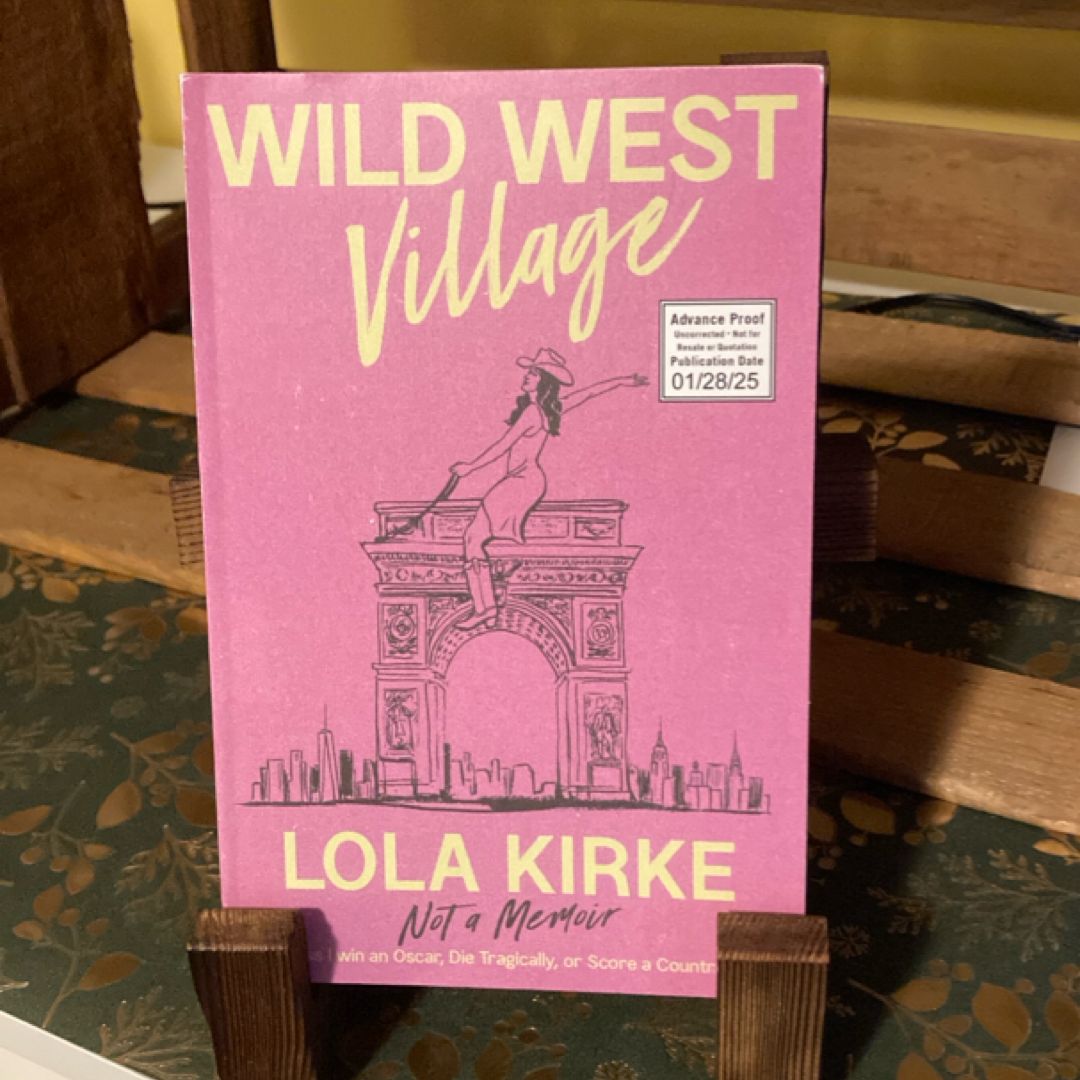 WILD WEST
Village
Advance Proof
Uncorrected • Not for
Resale or Quotation
Publication Date
01/28/25
LOLA KIRKE
Not a Memoir
win an Oscar, Die Tragically, or Score a